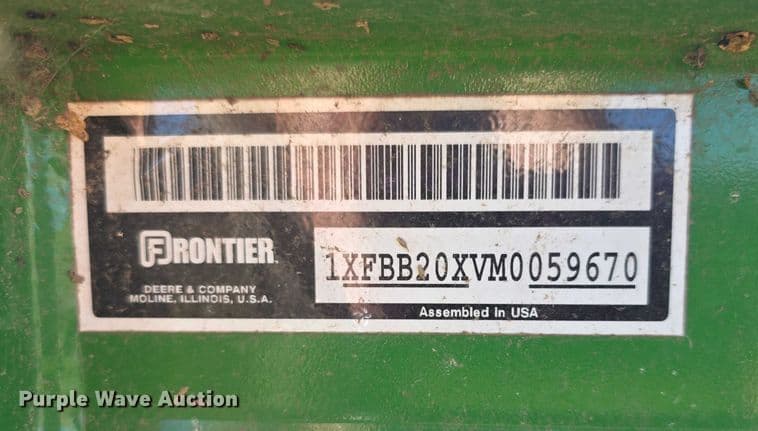 FRONTIER
1XFBB20XVM0059670
DEERE & COMPANY
MOLINE, ILLINOIS, U.S.A.
Assembled In USA
Purple Wave Auction